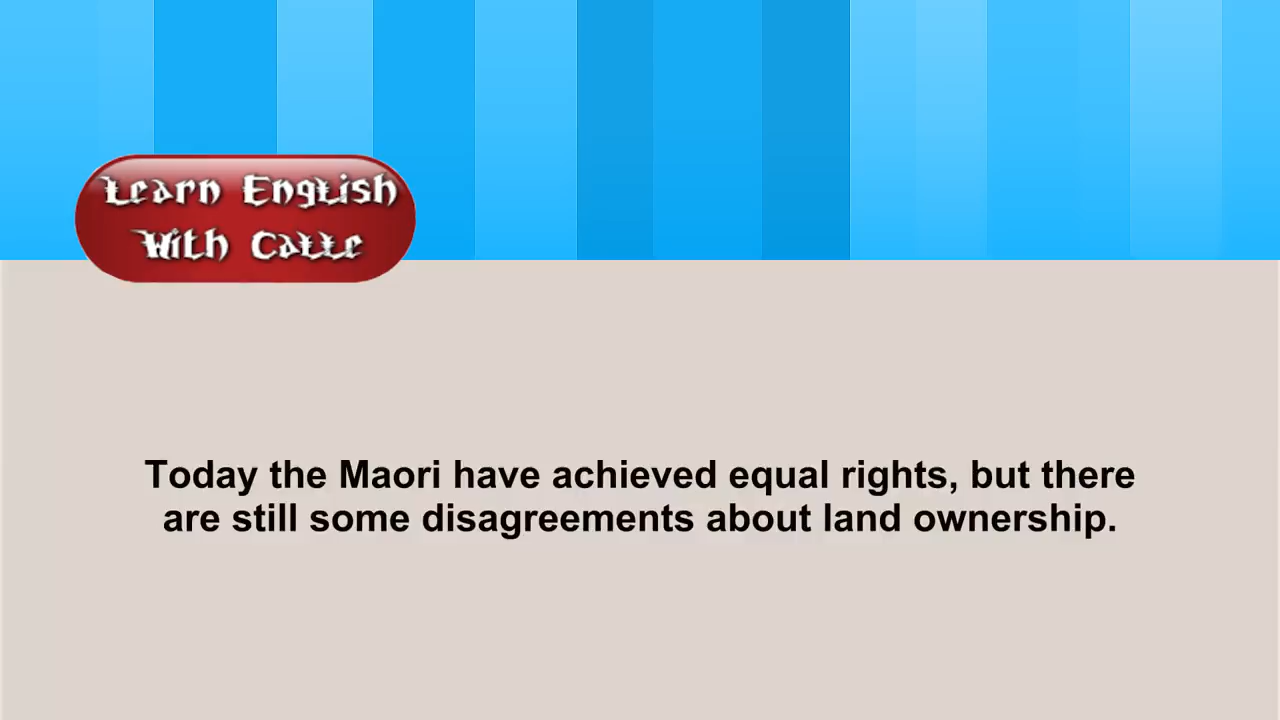 Learn English
With Calle
Today the Maori have achieved equal rights, but there
are still some disagreements about land ownership.